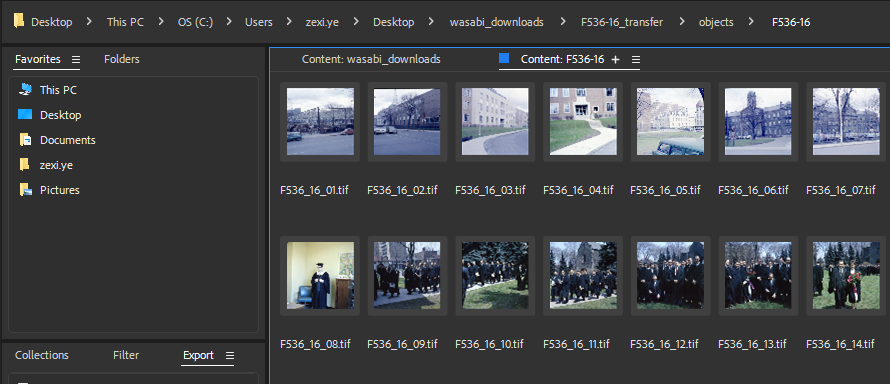 Desktop > This PC > OS (C:) > Users > zexi.ye > Desktop > wasabi_downloads > F536-16_transfer > objects > F536-16
Favorites Folders
This PC
Desktop
Documents
zexi.ye
Pictures
Content: wasabi_downloads Content: F536-16 +
F536_16_01.tif F536_16_02.tif F536_16_03.tif F536_16_04.tif F536_16_05.tif F536_16_06.tif F536_16_07.tif
F536_16_08.tif F536_16_09.tif F536_16_10.tif F536_16_11.tif F536_16_12.tif F536_16_13.tif F536_16_14.tif
Collections Filter Export